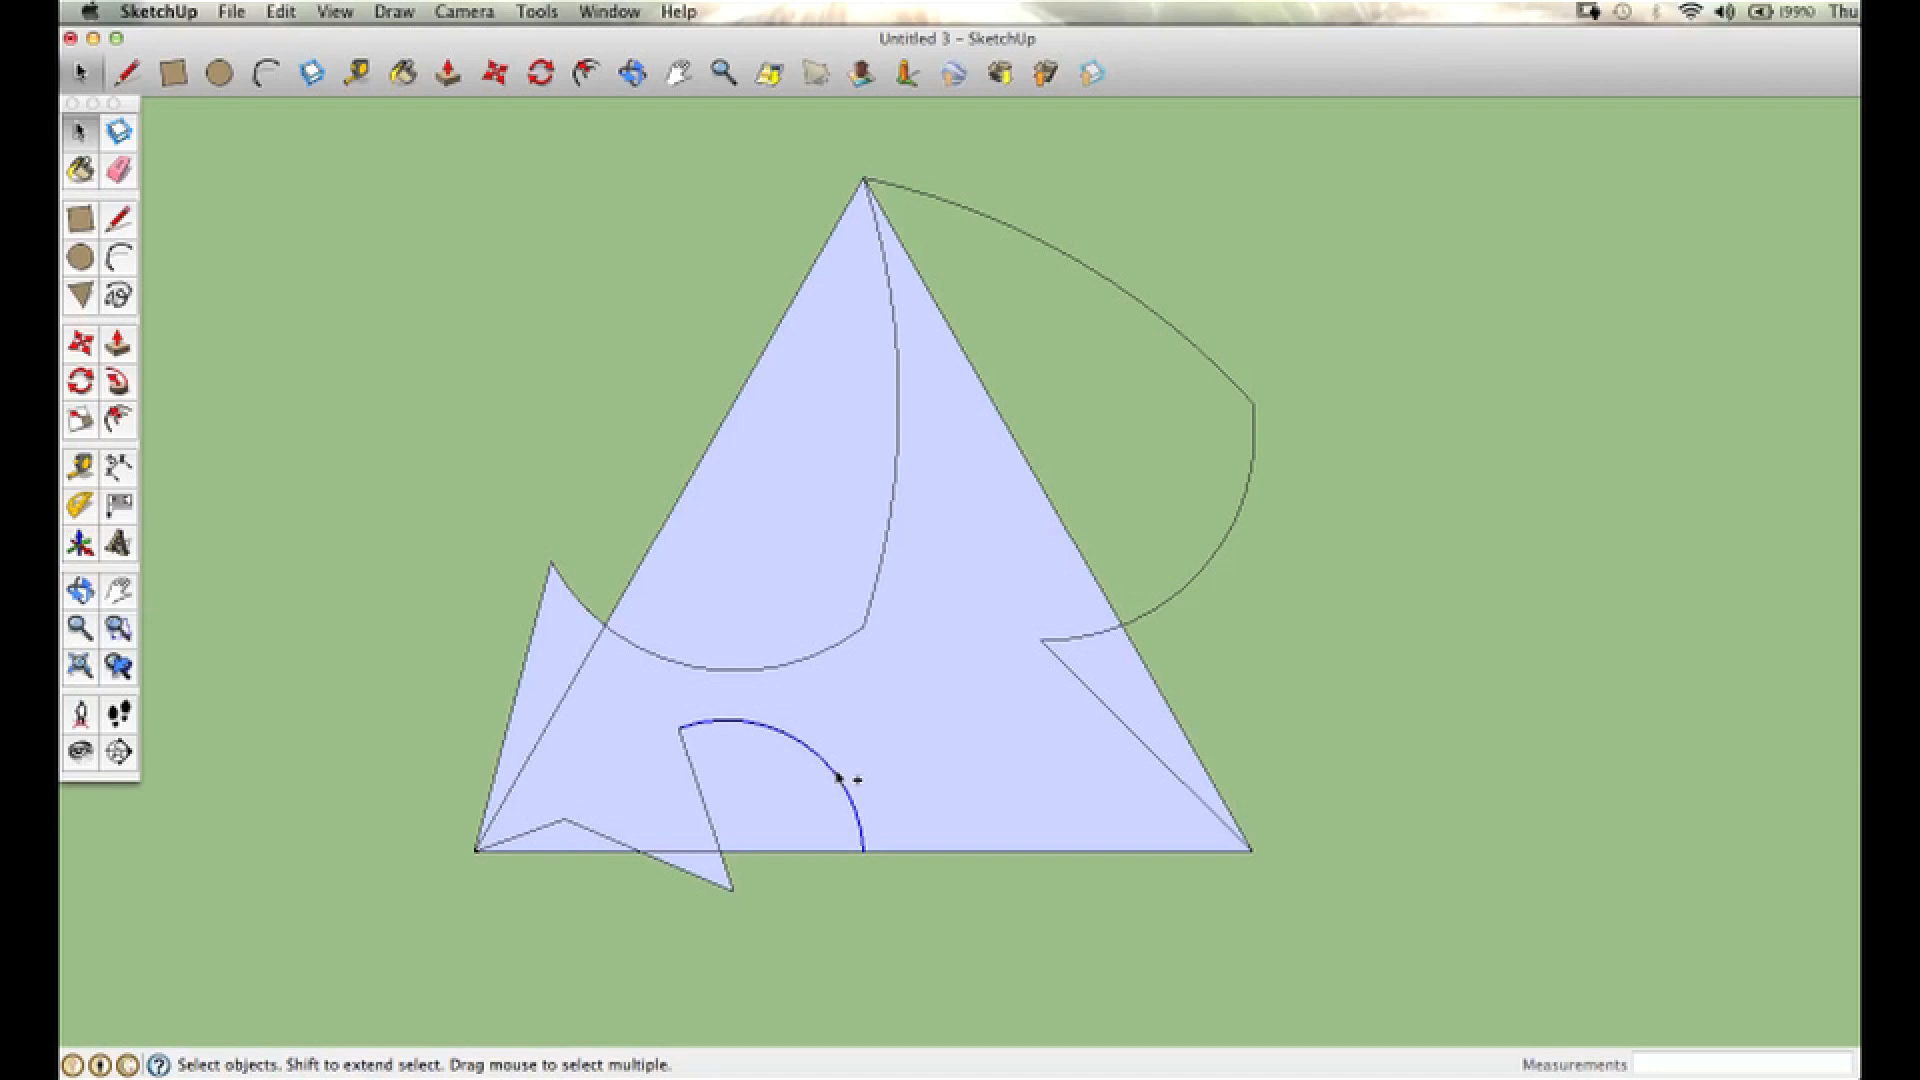 SketchUp File Edit View Draw Camera Tools Window Help (99%) Thu
Untitled 3 - SketchUp
Select objects. Shift to extend select. Drag mouse to select multiple.
Measurements